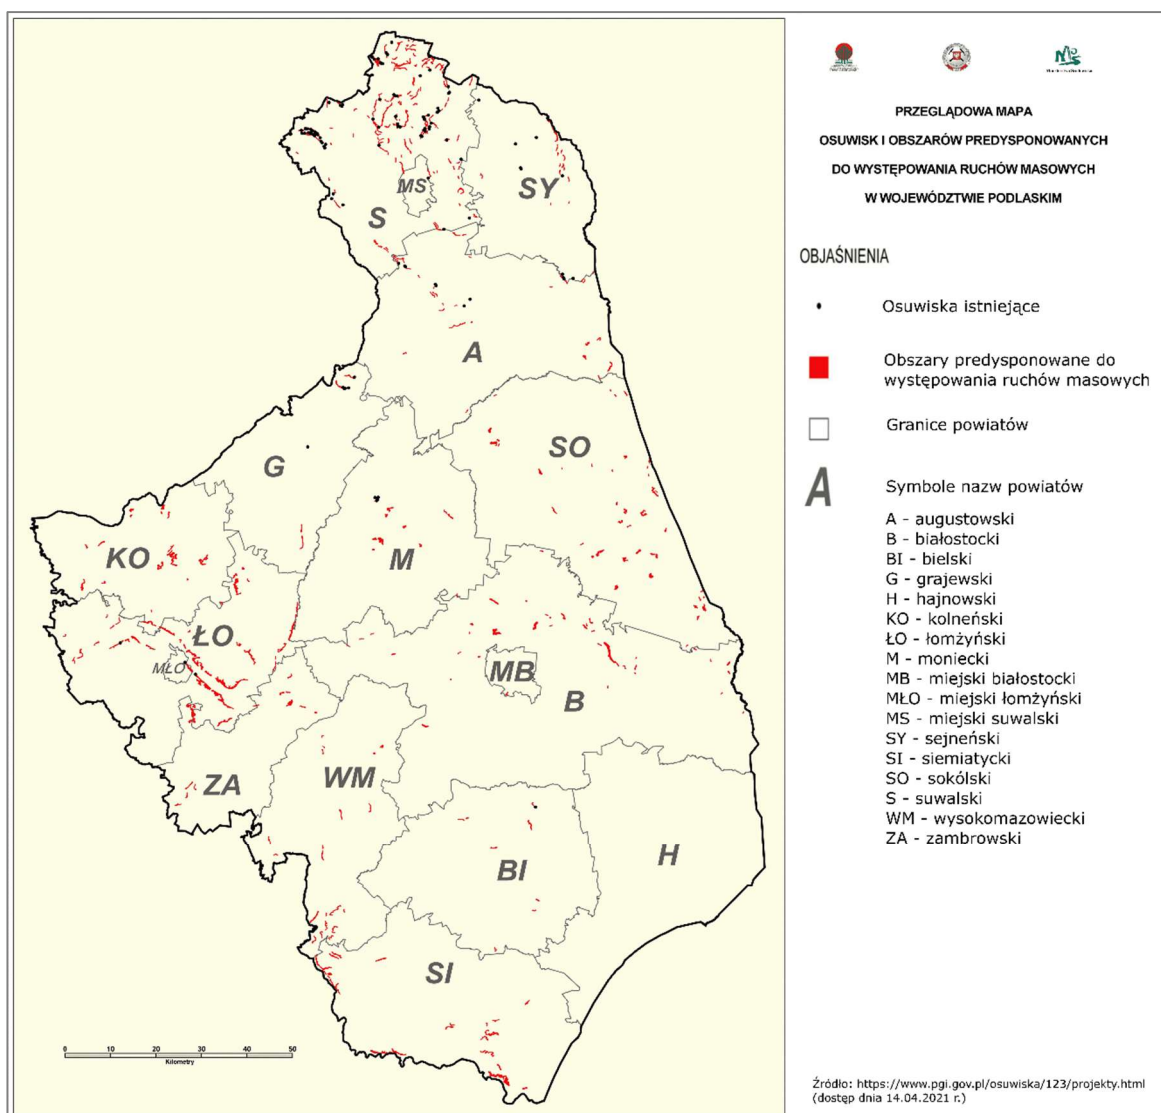 PRZEGLĄDOWA MAPA
OSUWISK I OBSZARÓW PREDYSPONOWANYCH
DO WYSTĘPOWANIA RUCHÓW MASOWYCH
W WOJEWÓDZTWIE PODLASKIM
OBJAŚNIENIA
Osuwiska istniejące
Obszary predysponowane do
występowania ruchów masowych
Granice powiatów
A
Symbole nazw powiatów
A - augustowski
B - białostocki
BI - bielski
G - grajewski
H - hajnowski
KO - kolneński
ŁO - łomżyński
M - moniecki
MB - miejski białostocki
MŁO - miejski łomżyński
MS - miejski suwalski
SY - sejneński
SI - siemiatycki
SO - sokólski
S - suwalski
WM - wysokomazowiecki
ZA - zambrowski
MS
SY
S
A
SO
G
KO
M
ŁO
MŁO
MB
B
ZA
WM
BI
H
SI
0 10 20 30 40 50
Kilometry
Źródło: https://www.pgi.gov.pl/osuwiska/123/projekty.html
(dostęp dnia 14.04.2021 r.)